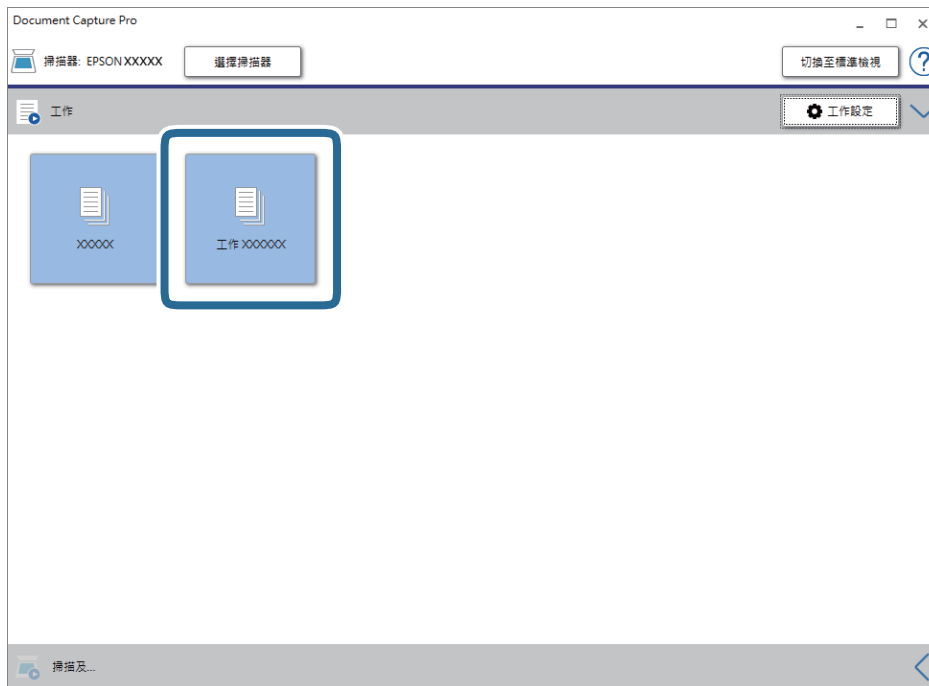 Document Capture Pro
掃描器: EPSON XXXXX
選擇掃描器
切換至標準檢視
?
工作
工作設定
XXXXX
工作 XXXXXX
掃描及...